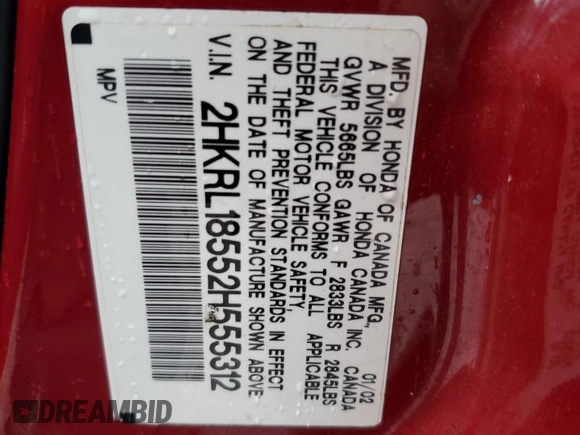 MFD. BY HONDA OF CANADA MFG.,
A DIVISION OF HONDA CANADA INC. CANADA 01/02
GVWR 5665LBS GAWR F 2833LBS R 2845LBS
THIS VEHICLE CONFORMS TO ALL APPLICABLE
FEDERAL MOTOR VEHICLE SAFETY,
AND THEFT PREVENTION STANDARDS IN EFFECT
ON THE DATE OF MANUFACTURE SHOWN ABOVE
V.I.N. 2HKRL18552H555312
MPV
DREAMBID